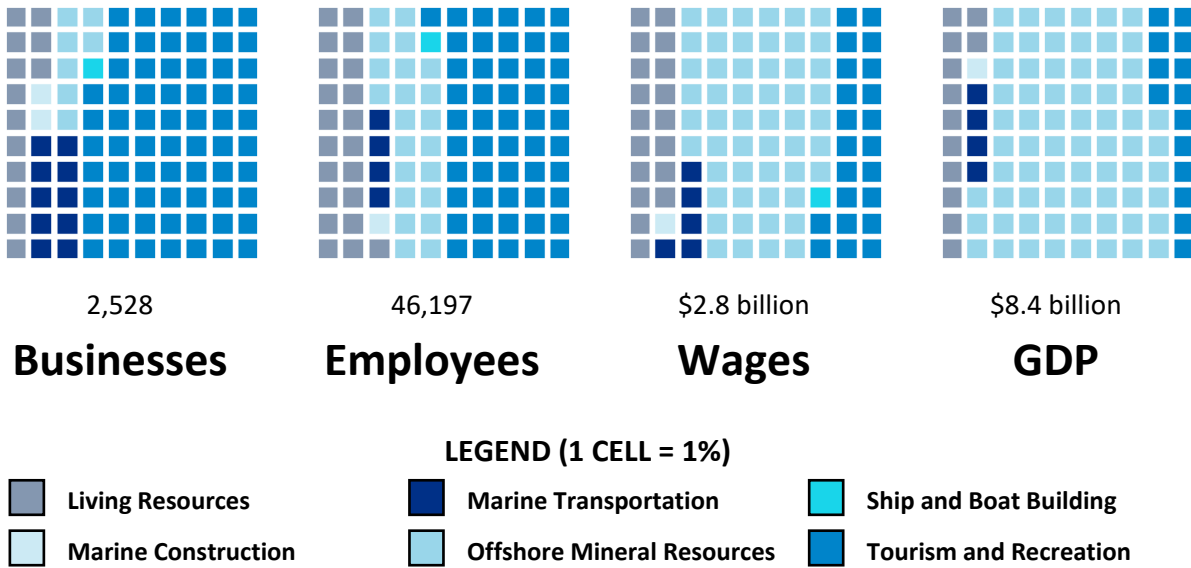 2,528 46,197 $2.8 billion $8.4 billion
Businesses Employees Wages GDP
LEGEND (1 CELL = 1%)
Living Resources Marine Transportation Ship and Boat Building
Marine Construction Offshore Mineral Resources Tourism and Recreation